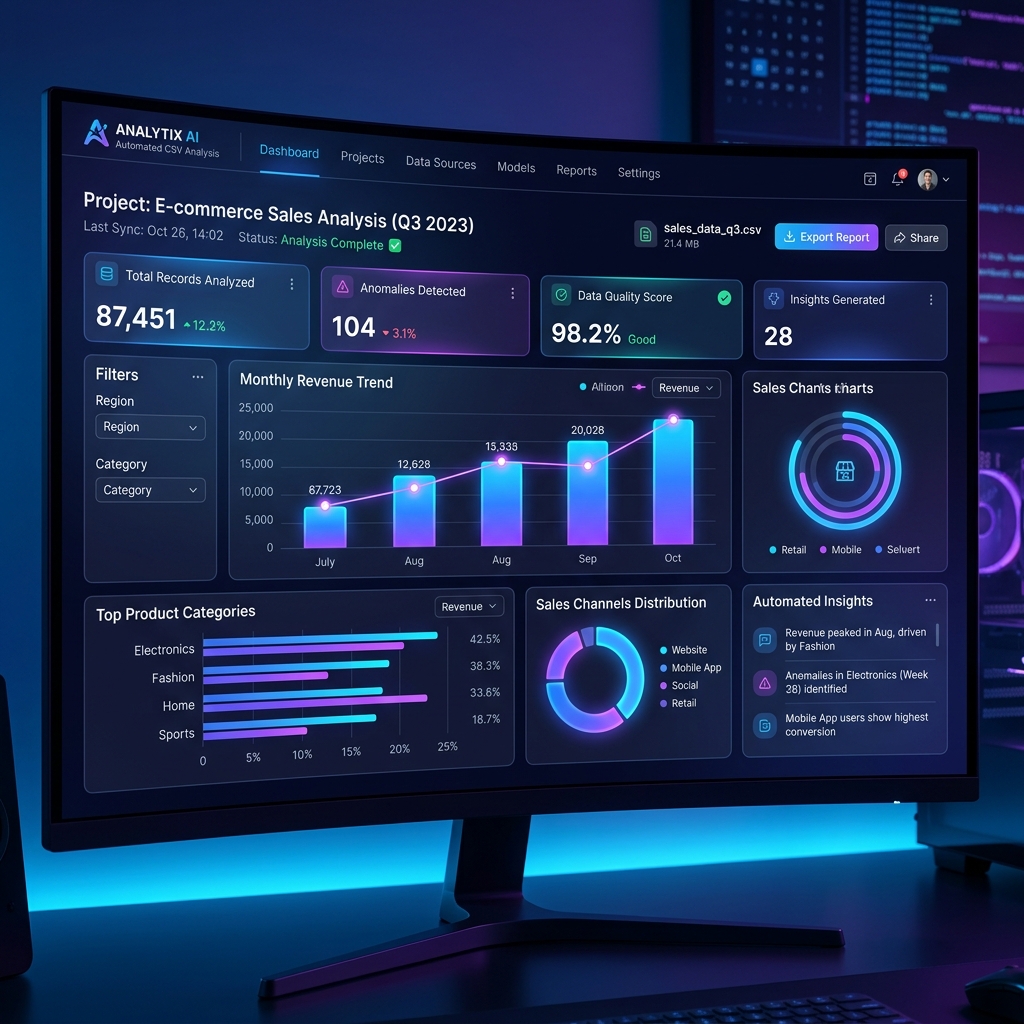 ANALYTIX AI
Automated CSV Analysis
Dashboard
Projects
Data Sources
Models
Reports
Settings
Project: E-commerce Sales Analysis (Q3 2023)
Last Sync: Oct 26, 14:02 Status: Analysis Complete
sales_data_q3.csv
21.4 MB
Export Report
Share
Total Records Analyzed
87,451 12.2%
Anomalies Detected
104 3.1%
Data Quality Score
98.2% Good
Insights Generated
28
Filters
Region
Region
Category
Category
Monthly Revenue Trend
Revenue
25,000
20,000
15,000
10,000
5,000
0
67.723
12,628
15,338
20,028
July
Aug
Aug
Sep
Oct
Sales Charts
Retail
Mobile
Seluert
Top Product Categories
Revenue
Electronics
Fashion
Home
Sports
42.5%
38.3%
33.6%
18.7%
0
5%
10%
15%
20%
25%
Sales Channels Distribution
Website
Mobile App
Social
Retail
Automated Insights
Revenue peaked in Aug, driven
by Fashion
Anemalies in Electronics (Week
38) identified
Mobile App users show highest
conversion